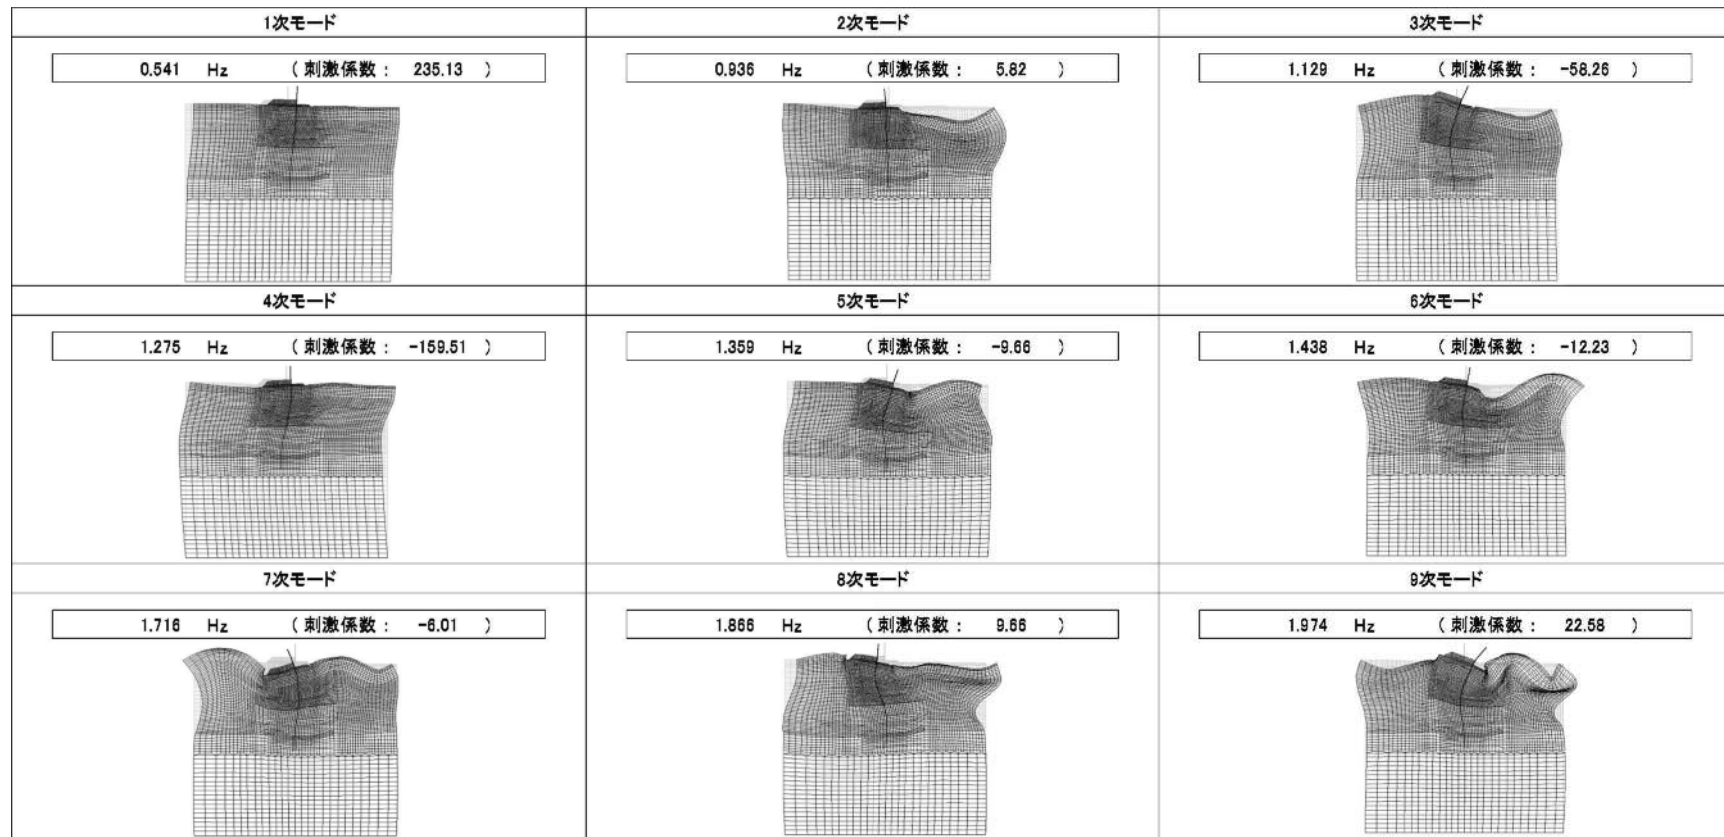 1次モード 2次モード 3次モード
0.541 Hz (刺激係数: 235.13 ) 0.936 Hz (刺激係数: 5.82 ) 1.129 Hz (刺激係数: -58.26 )
4次モード 5次モード 6次モード
1.275 Hz (刺激係数: -159.51 ) 1.359 Hz (刺激係数: -9.66 ) 1.438 Hz (刺激係数: -12.23 )
7次モード 8次モード 9次モード
1.716 Hz (刺激係数: -6.01 ) 1.866 Hz (刺激係数: 9.66 ) 1.974 Hz (刺激係数: 22.58 )